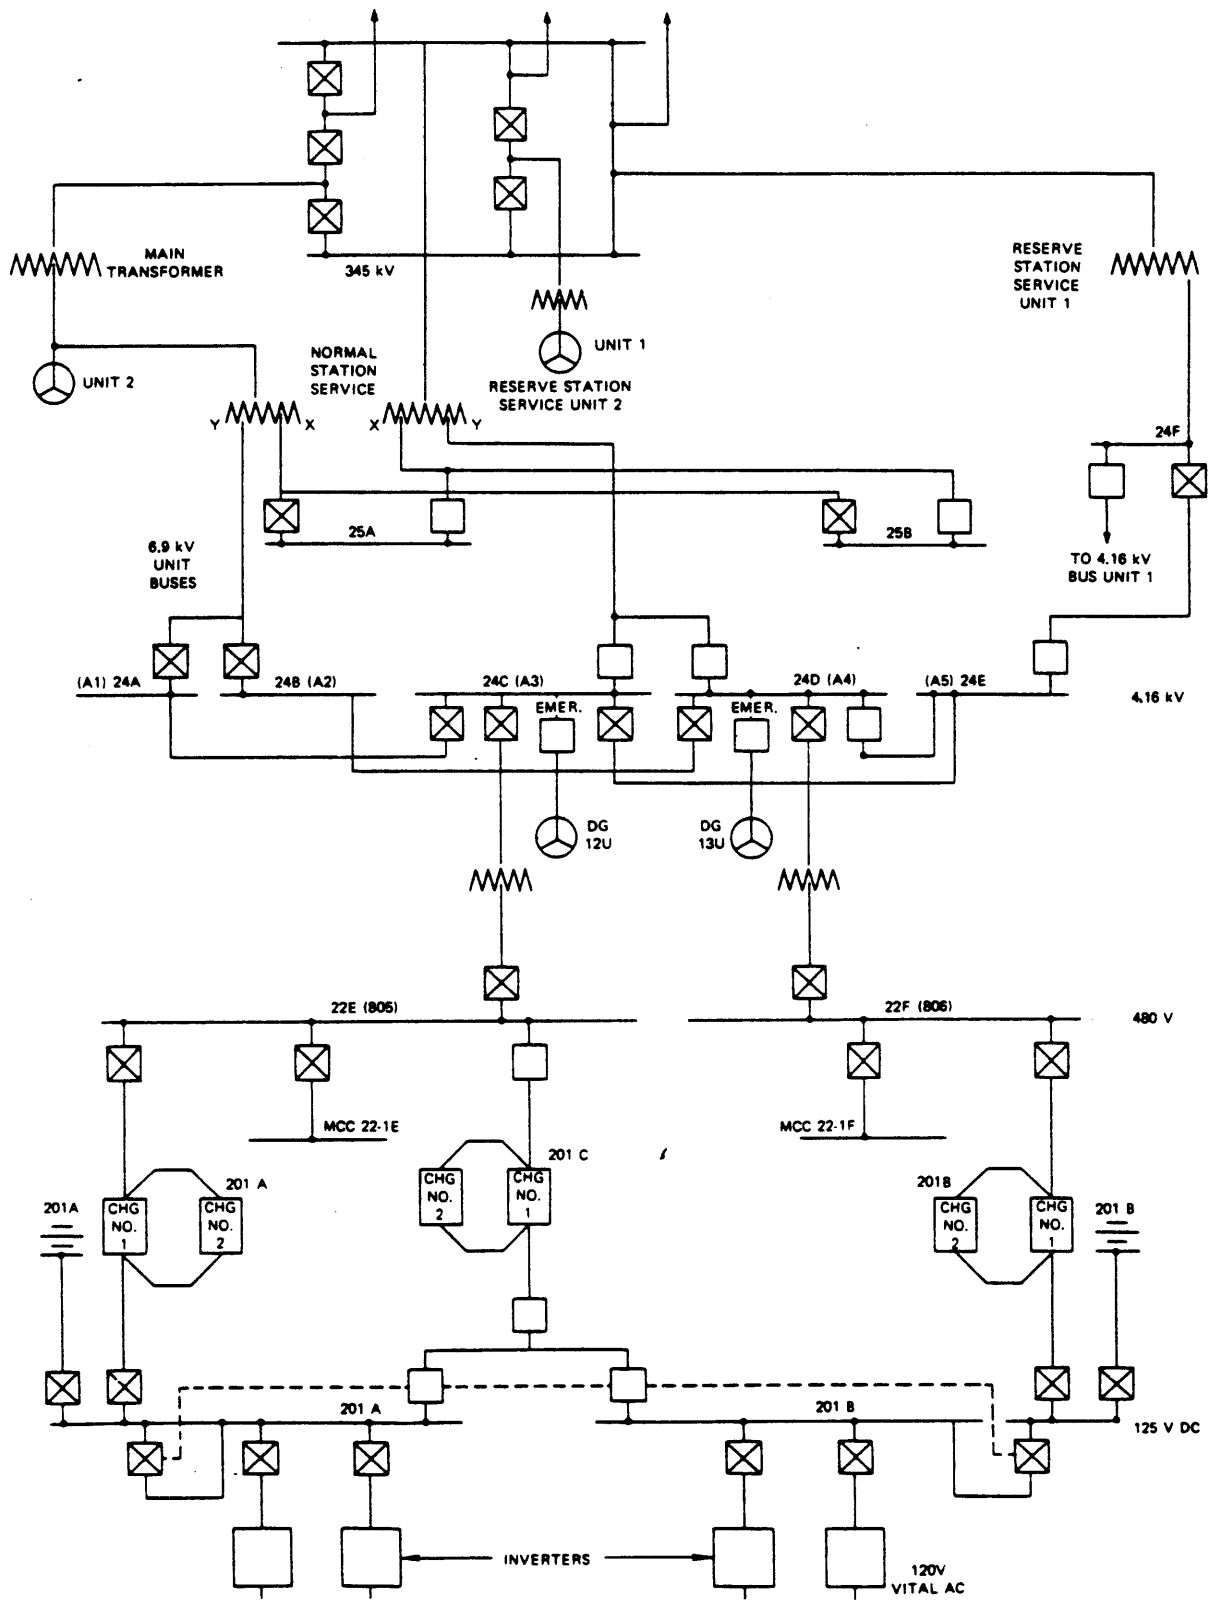 MAIN
TRANSFORMER
345 kV
RESERVE
STATION
SERVICE
UNIT 1
UNIT 1
NORMAL
STATION
SERVICE
UNIT 2
RESERVE STATION
SERVICE UNIT 2
Y
X
X
Y
24F
25A
25B
6.9 kV
UNIT
BUSES
TO 4.16 kV
BUS UNIT 1
(A1) 24A
24B (A2)
24C (A3)
24D (A4)
(A5) 24E
4.16 kV
EMER.
EMER.
DG
12U
DG
13U
22E (805)
22F (806)
480 V
MCC 22-1E
MCC 22-1F
201 C
201A
201 A
CHG
NO.
1
CHG
NO.
2
CHG
NO.
2
CHG
NO.
1
201B
201 B
CHG
NO.
2
CHG
NO.
1
201 A
201 B
125 V DC
INVERTERS
120V
VITAL AC